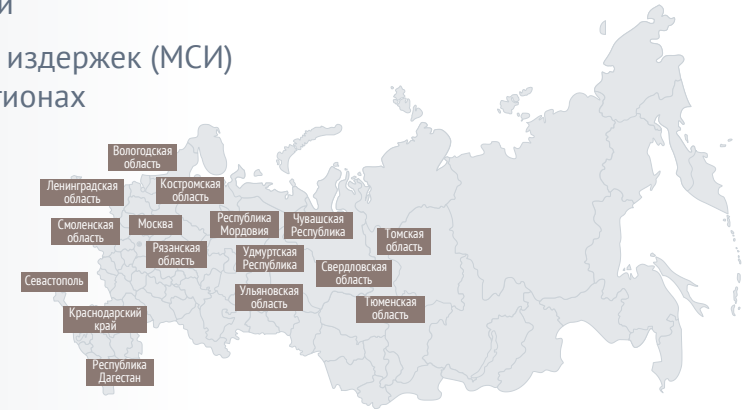 издержек (МСИ)
Вологодская
область
Ленинградская
область
Костромская
область
Смоленская
область
Москва
Республика
Мордовия
Чувашская
Республика
Томская
область
Рязанская
область
Удмуртская
Республика
Свердловская
область
Севастополь
Ульяновская
область
Тюменская
область
Краснодарский
край
Республика
Дагестан